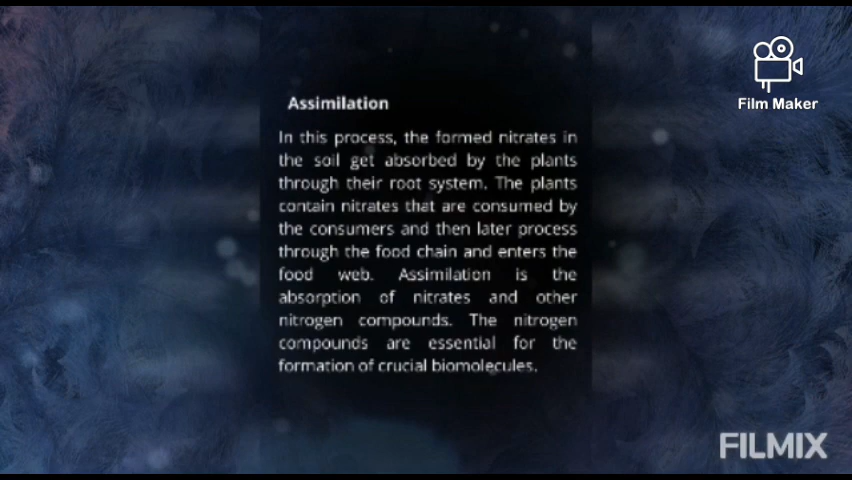 Film Maker
Assimilation
In this process, the formed nitrates in
the soil get absorbed by the plants
through their root system. The plants
contain nitrates that are consumed by
the consumers and then later process
through the food chain and enters the
food web. Assimilation is the
absorption of nitrates and other
nitrogen compounds. The nitrogen
compounds are essential for the
formation of crucial biomolecules.
FILMIX